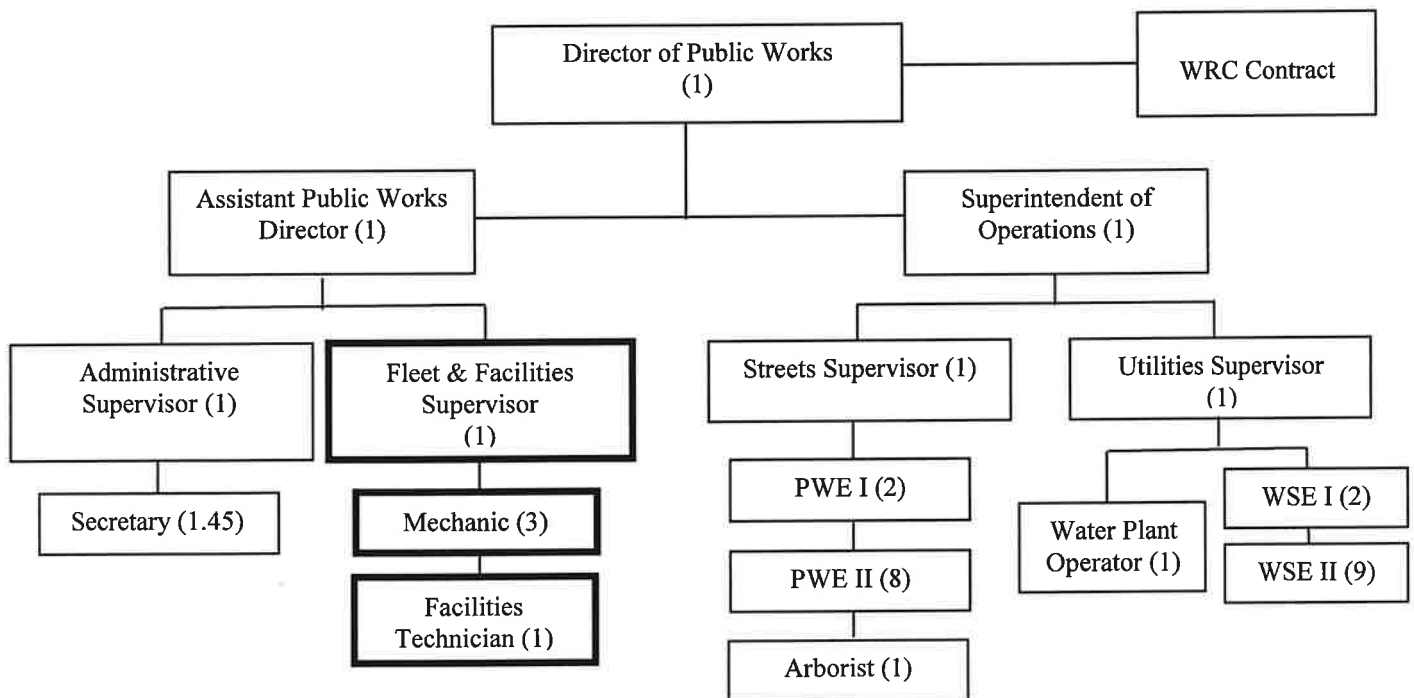 Director of Public Works
(1)
WRC Contract
Assistant Public Works
Director (1)
Superintendent of
Operations (1)
Administrative
Supervisor (1)
Fleet & Facilities
Supervisor
(1)
Streets Supervisor (1)
Utilities Supervisor
(1)
Secretary (1.45)
Mechanic (3)
Facilities
Technician (1)
PWE I (2)
PWE II (8)
Arborist (1)
Water Plant
Operator (1)
WSE I (2)
WSE II (9)